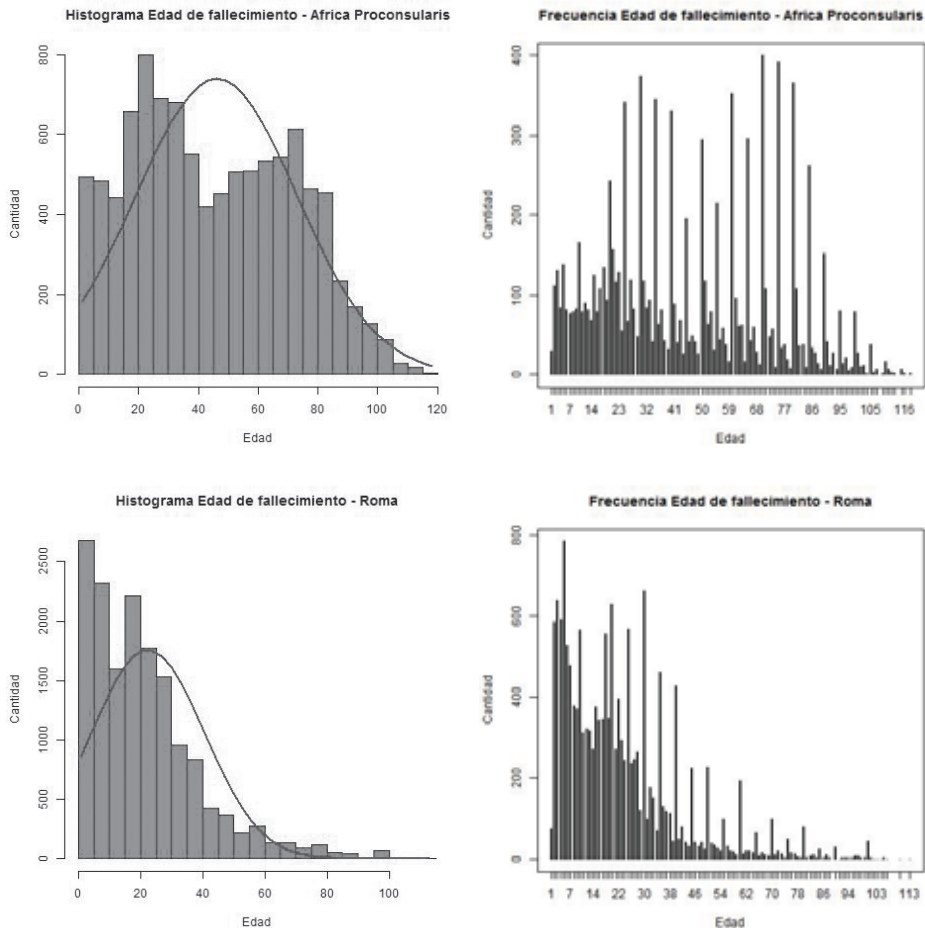 Histograma Edad de fallecimiento - Africa Proconsularis
Cantidad
800
600
400
200
0
0 20 40 60 80 100 120
Edad
Frecuencia Edad de fallecimiento - Africa Proconsularis
Cantidad
400
300
200
100
0
1 7 14 23 32 41 50 59 68 77 86 95 105 116
Edad
Histograma Edad de fallecimiento - Roma
Cantidad
2500
2000
1500
1000
500
0
0 20 40 60 80 100
Edad
Frecuencia Edad de fallecimiento - Roma
Cantidad
800
600
400
200
0
1 7 14 22 30 38 46 54 62 70 78 86 94 103 113
Edad